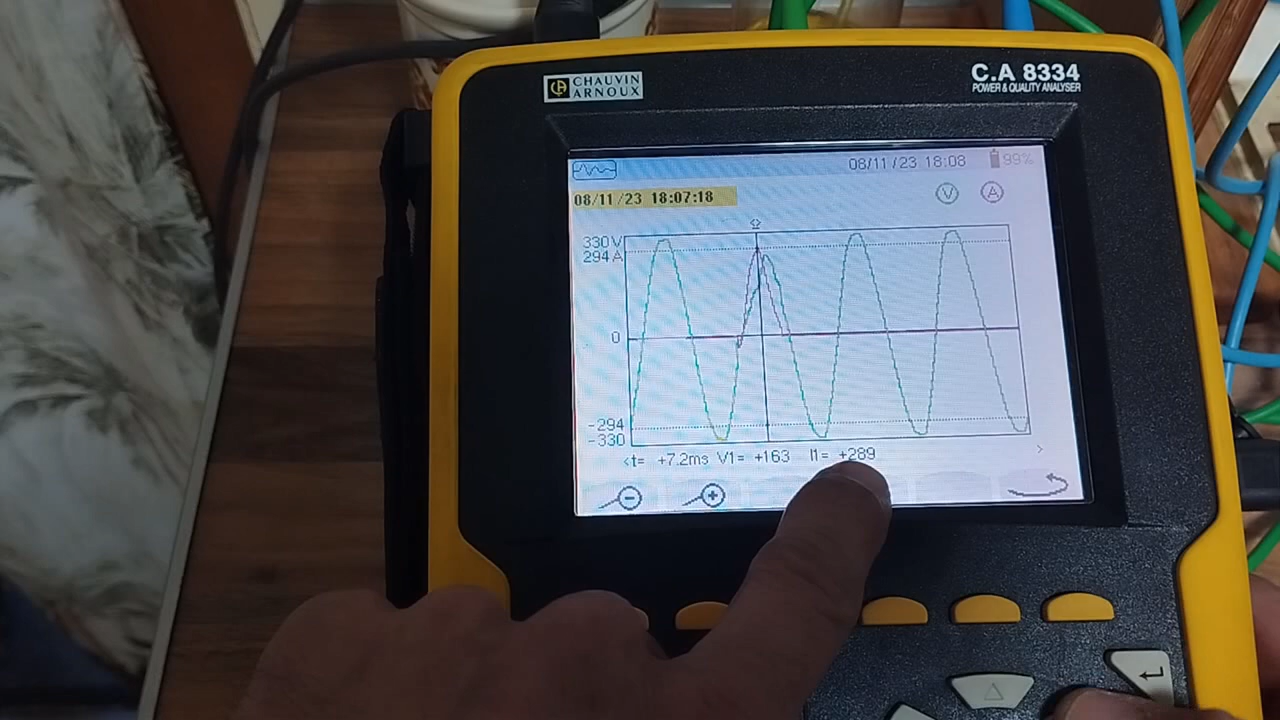 CHAUVIN
ARNOUX
C.A 8334
POWER & QUALITY ANALYSER
08/11/23 18:08 99%
08/11/23 18:07:18
V A
330 V
294 A
0
-294
-330
<t= +7.2ms V1= +163 I1= +289 >